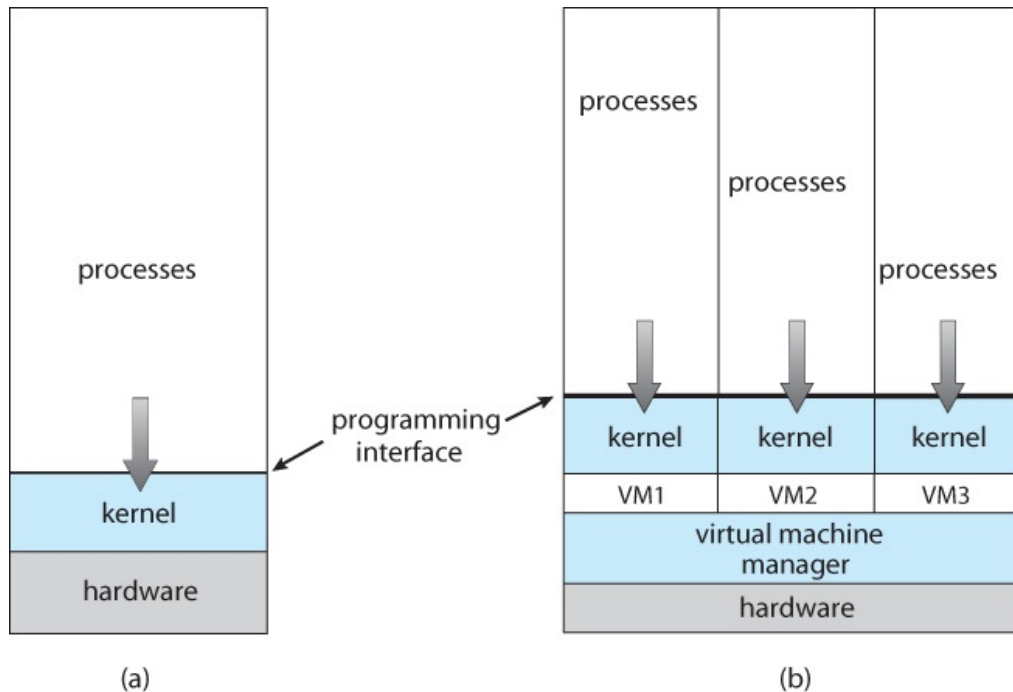 processes
kernel
hardware
(a)
programming
interface
processes
processes
processes
kernel
kernel
kernel
VM1
VM2
VM3
virtual machine
manager
hardware
(b)